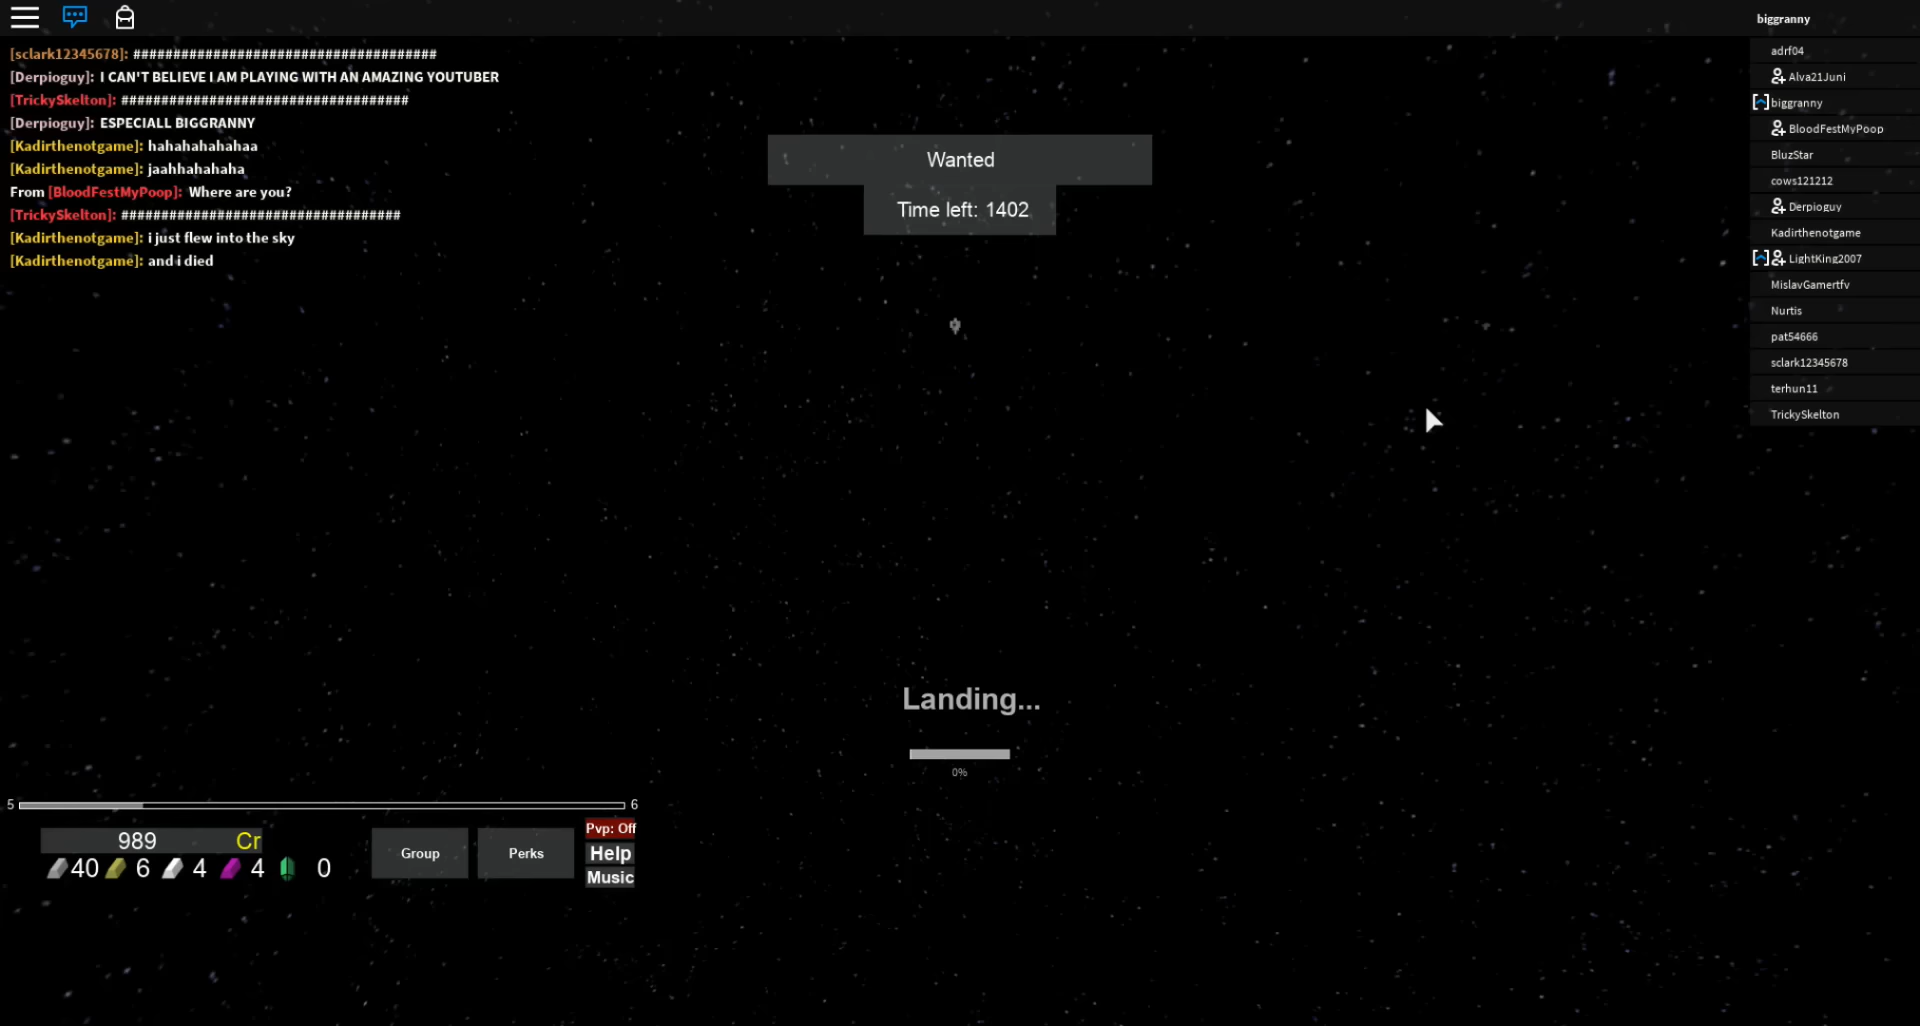 biggranny
[sclark12345678]: ######################################
[Derpioguy]: I CAN'T BELIEVE I AM PLAYING WITH AN AMAZING YOUTUBER
[TrickySkelton]: ####################################
[Derpioguy]: ESPECIALL BIGGRANNY
[Kadirthenotgame]: hahahahahahaa
[Kadirthenotgame]: jaahhahahaha
From [BloodFestMyPoop]: Where are you?
[TrickySkelton]: ###################################
[Kadirthenotgame]: i just flew into the sky
[Kadirthenotgame]: and i died
Wanted
Time left: 1402
adrf04
Alva21Juni
biggranny
BloodFestMyPoop
BluzStar
cows121212
Derpioguy
Kadirthenotgame
LightKing2007
MislavGamertfv
Nurtis
pat54666
sclark12345678
terhun11
TrickySkelton
Landing...
0%
5 6
989 Cr
40 6 4 4 0
Group
Perks
Pvp: Off
Help
Music